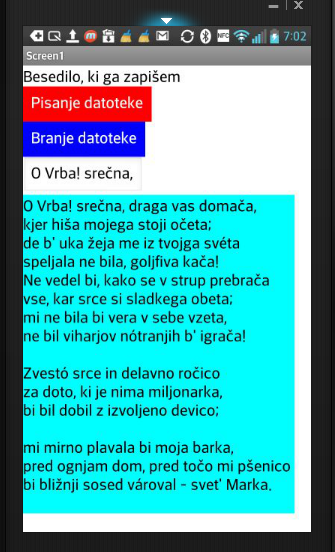 NFC
7:02
Screen1
Besedilo, ki ga zapišem
Pisanje datoteke
Branje datoteke
O Vrba! srečna,
O Vrba! srečna, draga vas domača,
kjer hiša mojega stoji očeta;
de b' uka žeja me iz tvojga svéta
speljala ne bila, goljfiva kača!
Ne vedel bi, kako se v strup prebrača
vse, kar srce si sladkega obeta;
mi ne bila bi vera v sebe vzeta,
ne bil viharjov nótranjih b' igrača!
Zvestó srce in delavno ročico
za doto, ki je nima miljonarka,
bi bil dobil z izvoljeno devico;
mi mirno plavala bi moja barka,
pred ognjam dom, pred točo mi pšenico
bi bližnji sosed vároval - svet' Marka.